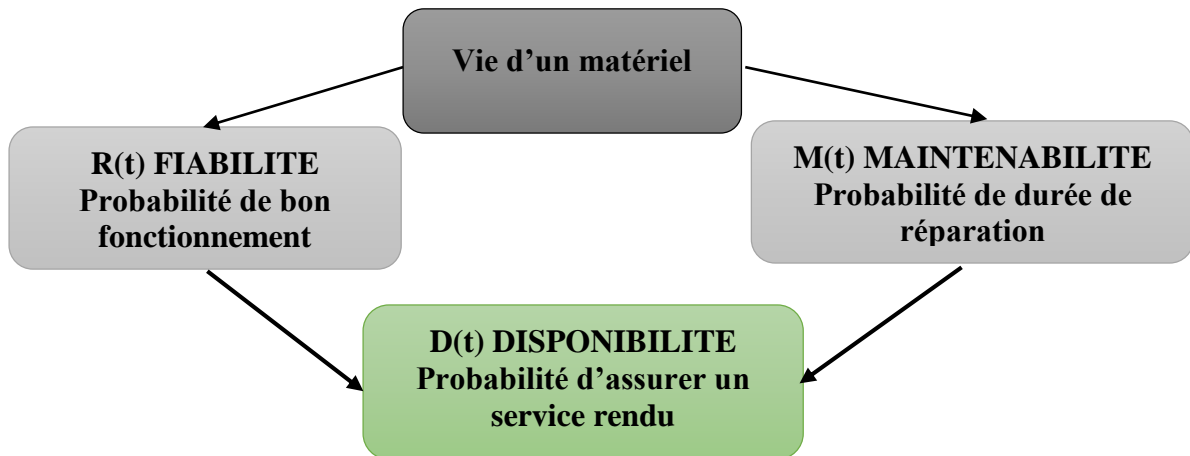 Vie d’un matériel
R(t) FIABILITE
Probabilité de bon
fonctionnement
M(t) MAINTENABILITE
Probabilité de durée de
réparation
D(t) DISPONIBILITE
Probabilité d’assurer un
service rendu